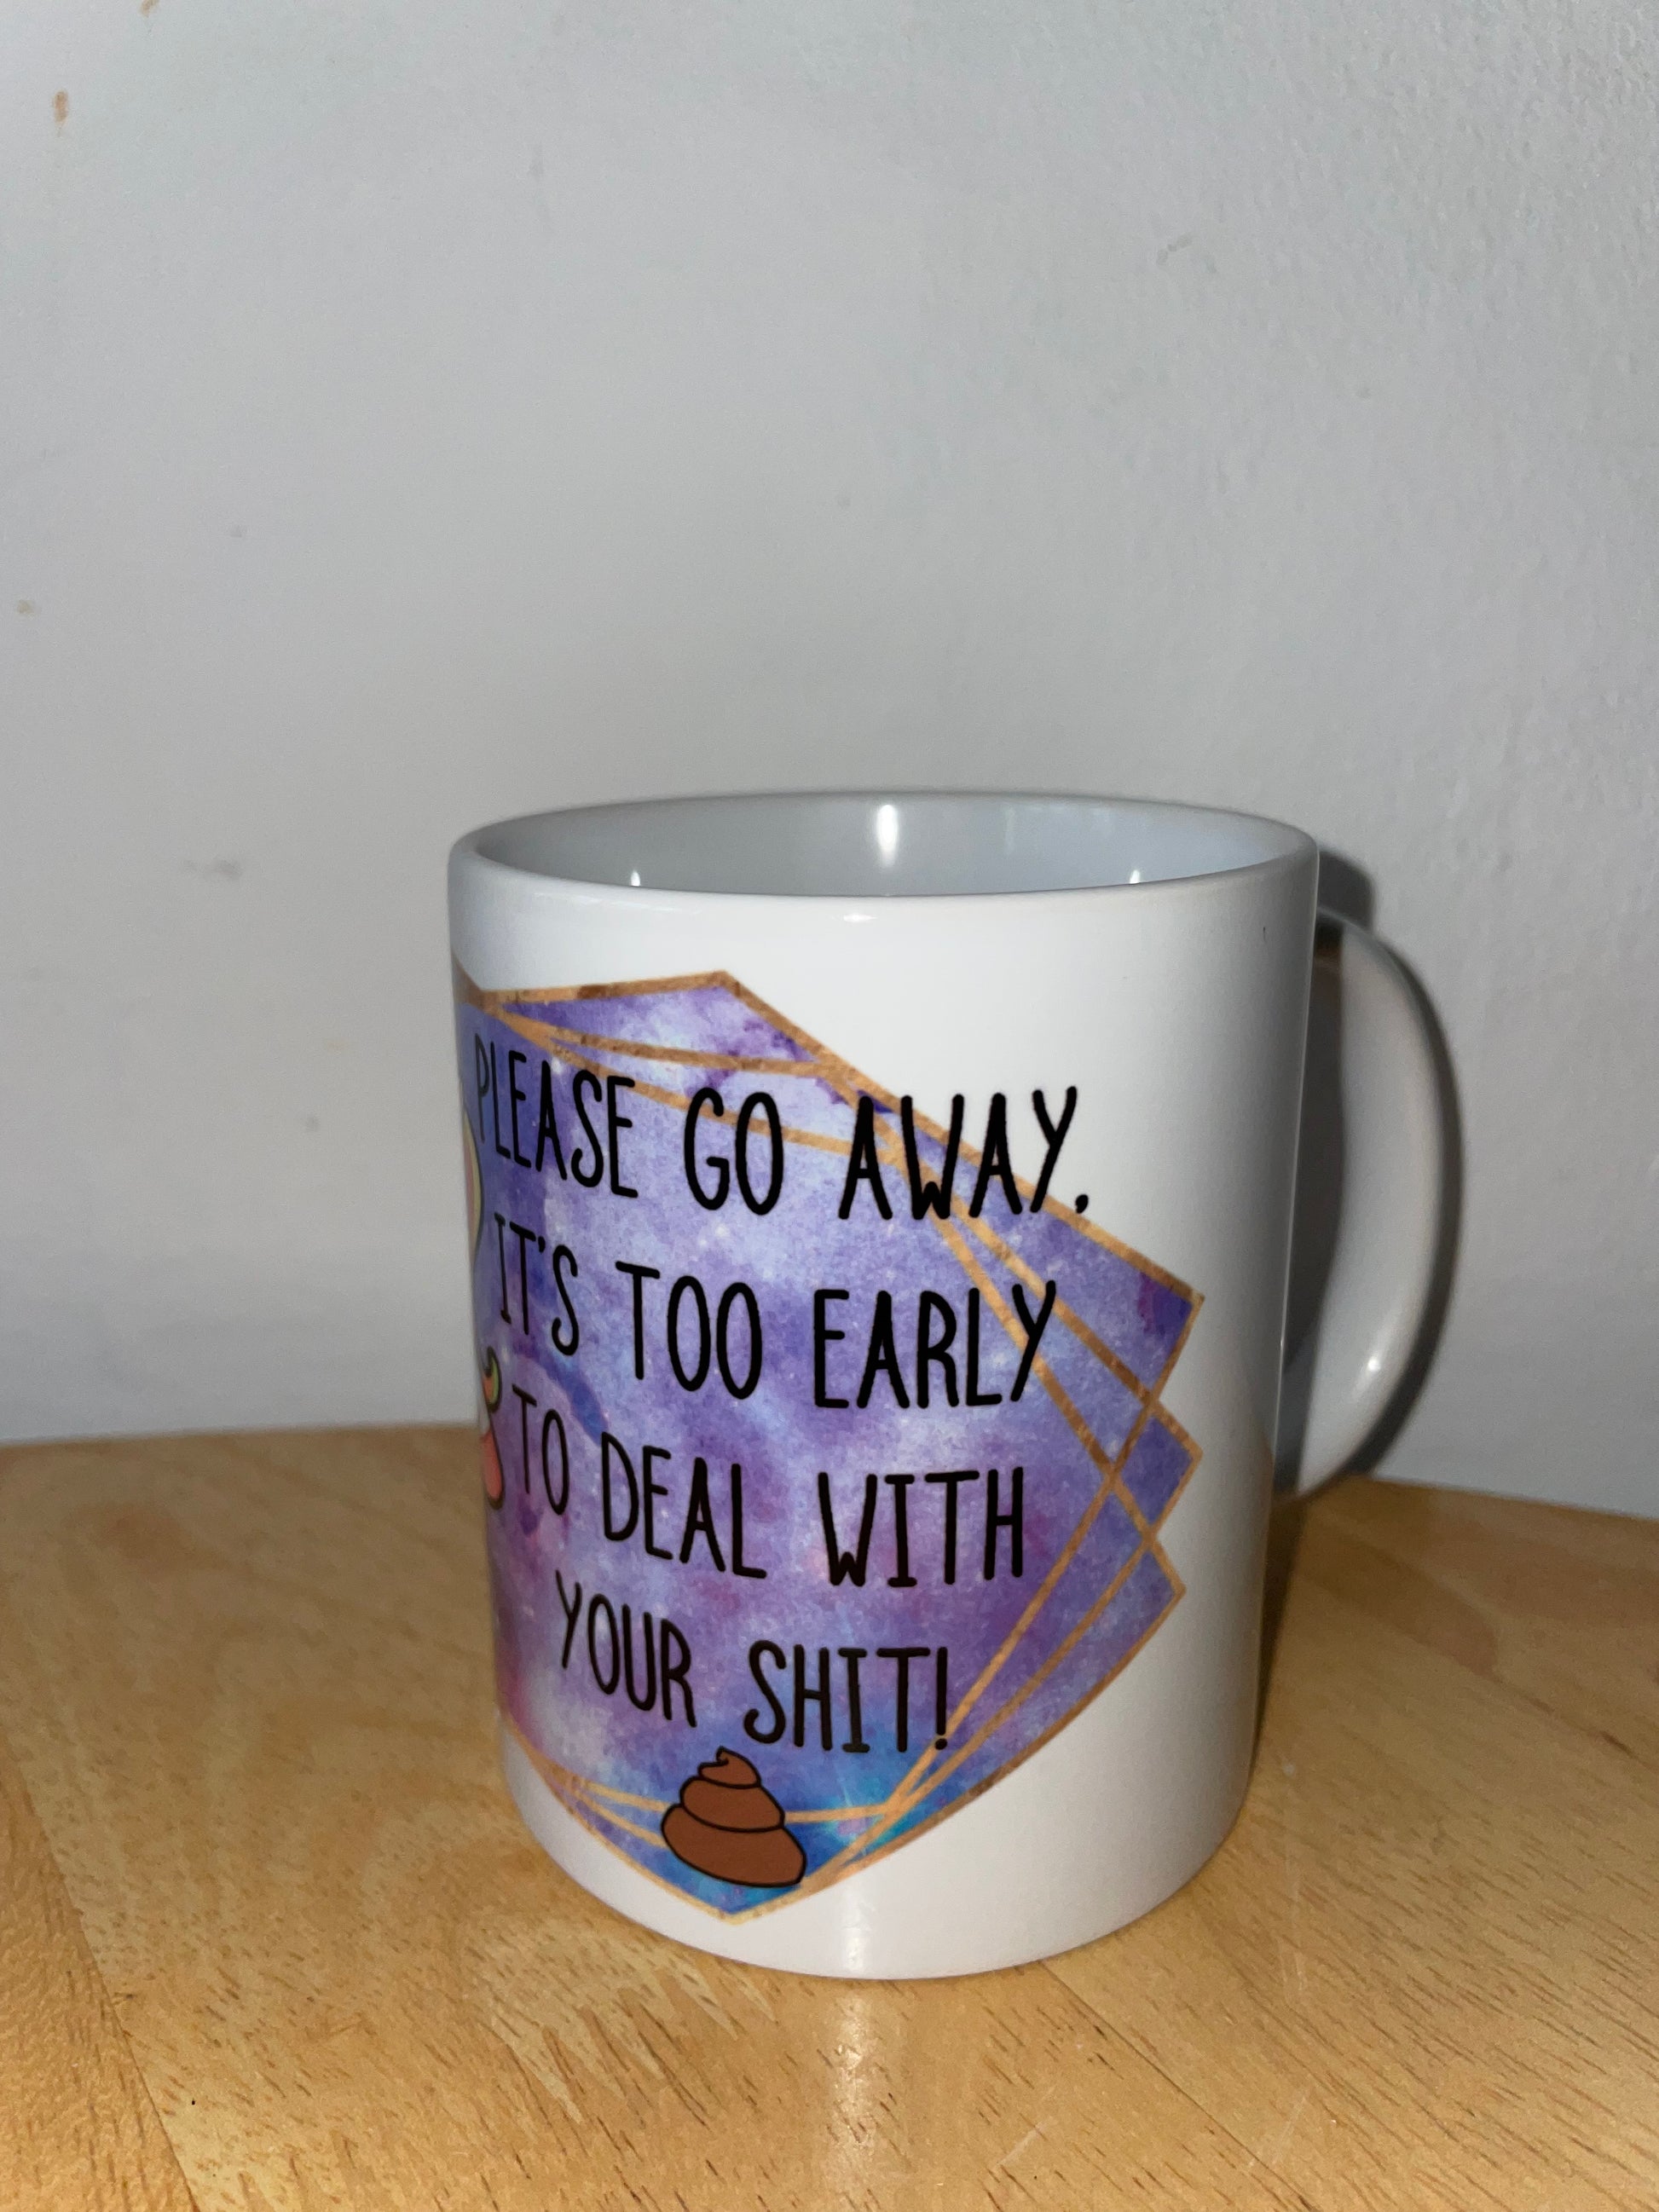 PLEASE GO AWAY,
IT'S TOO EARLY
TO DEAL WITH
YOUR SHIT!